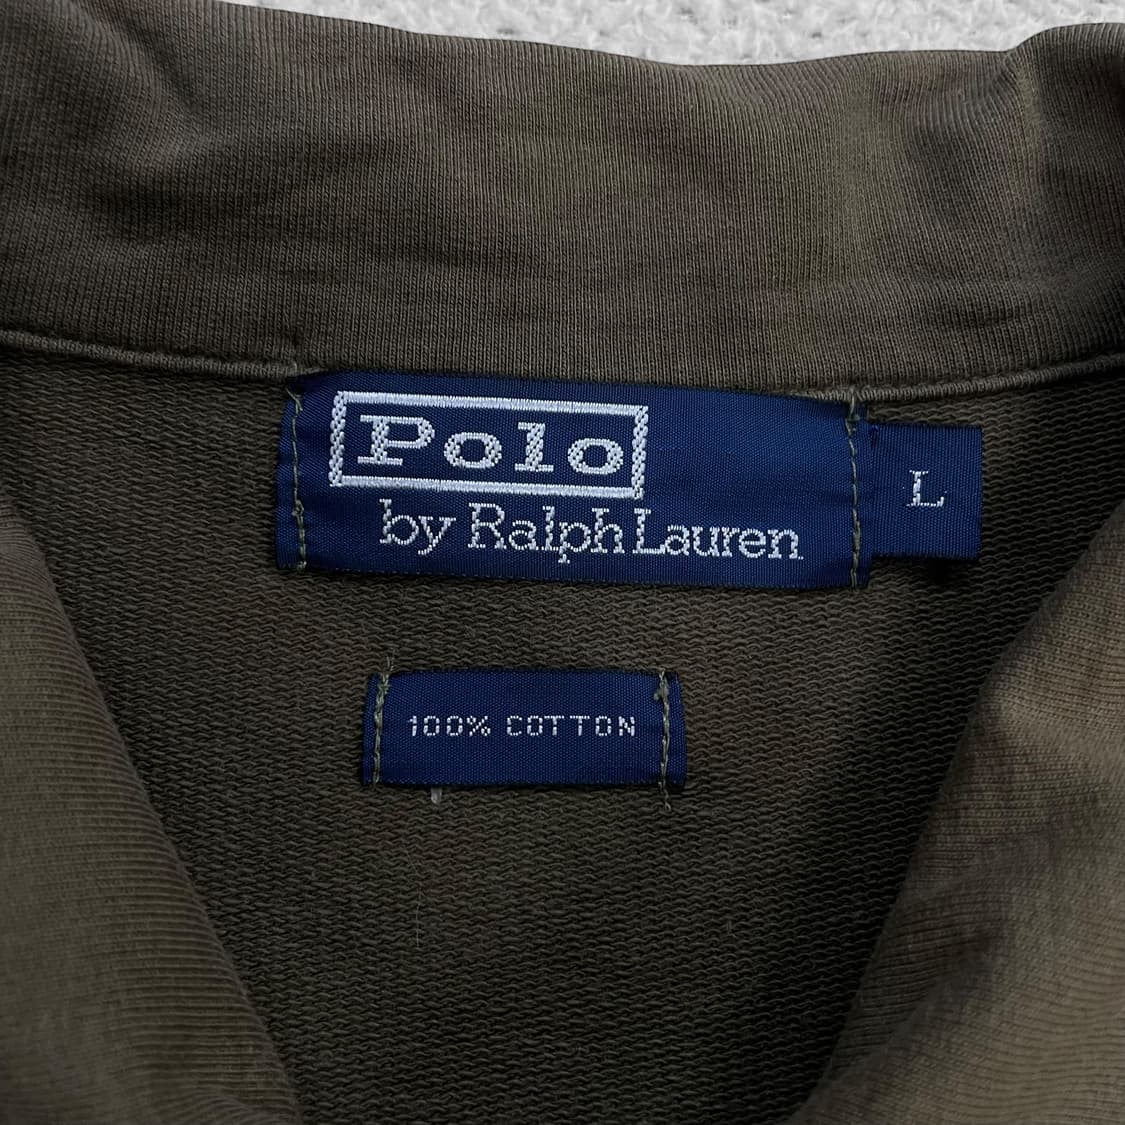 Polo
by Ralph Lauren
L
100% COTTON